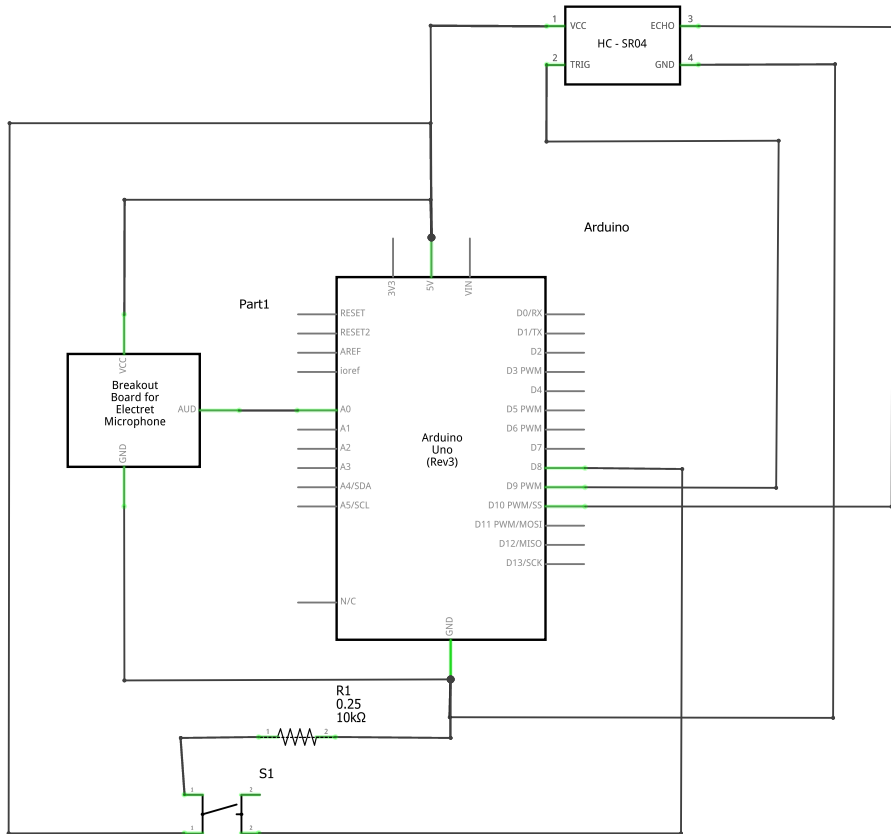 1
VCC
ECHO
3
HC - SR04
2
TRIG
GND
4
Arduino
3V3
5V
VIN
Part1
RESET
D0/RX
RESET2
D1/TX
AREF
D2
ioref
D3 PWM
D4
VCC
Breakout
Board for
Electret
Microphone
AUD
GND
A0
D5 PWM
A1
D6 PWM
A2
D7
A3
D8
A4/SDA
D9 PWM
A5/SCL
D10 PWM/SS
D11 PWM/MOSI
D12/MISO
D13/SCK
Arduino
Uno
(Rev3)
N/C
GND
R1
0.25
10kΩ
1
2
S1
1
2
1
2